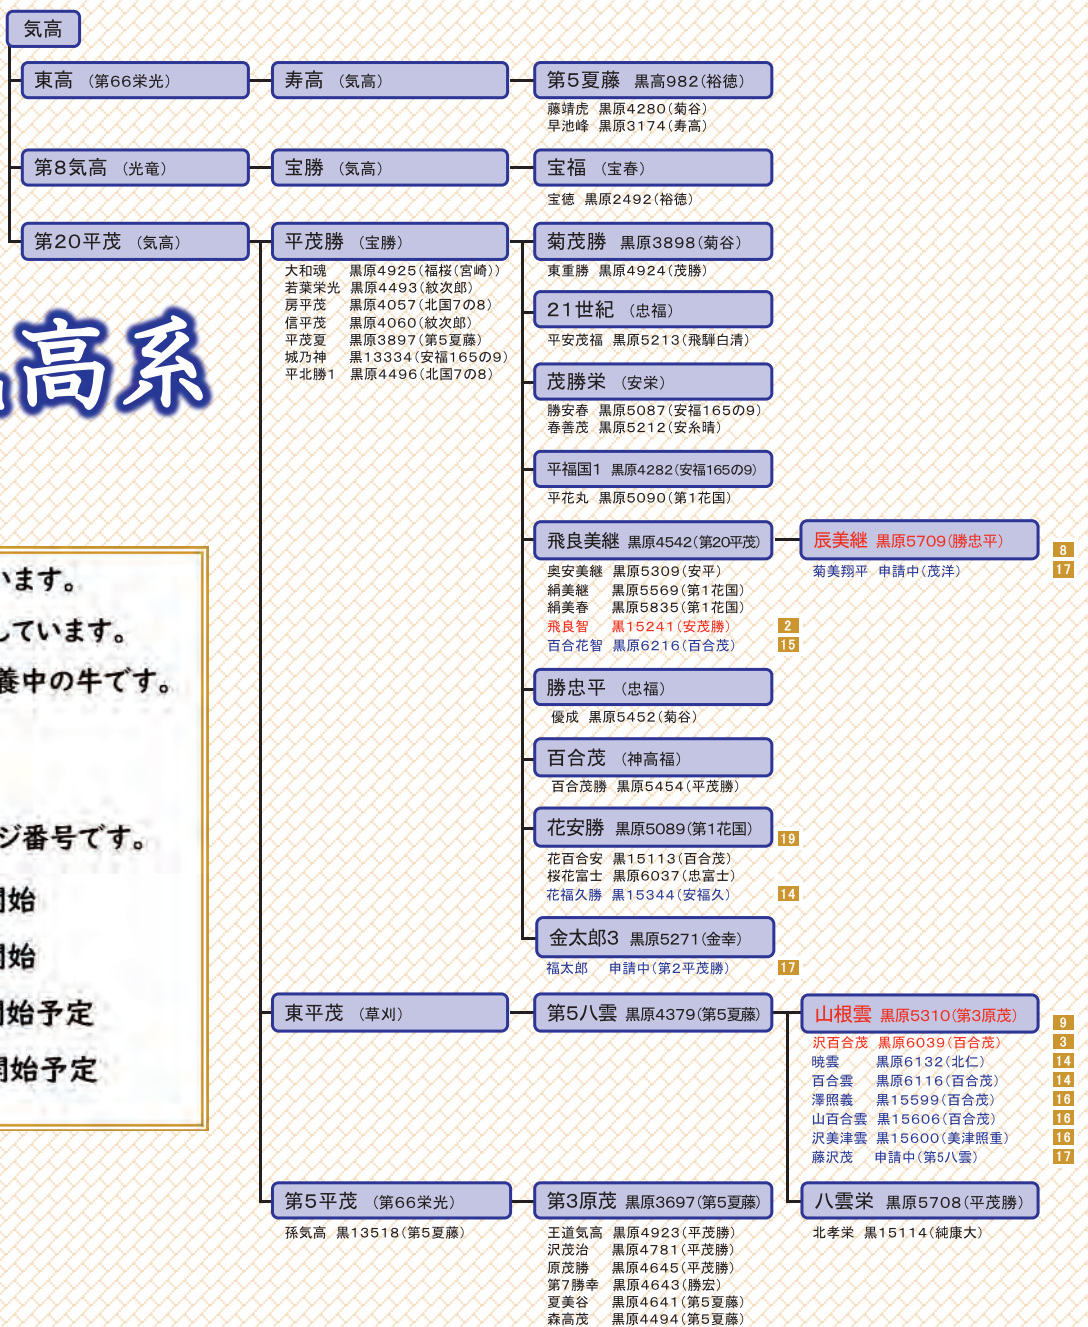 気高
東高 （第66栄光）
寿高 （気高）
第5夏藤 黒高982（裕徳）
藤靖虎 黒原4280（菊谷）
早池峰 黒原3174（寿高）
第8気高 （光竜）
宝勝 （気高）
宝福 （宝春）
宝徳 黒原2492（裕徳）
第20平茂 （気高）
平茂勝 （宝勝）
大和魂 黒原4925（福桜（宮崎））
若葉栄光 黒原4493（紋次郎）
房平茂 黒原4057（北国7の8）
信平茂 黒原4060（紋次郎）
平茂夏 黒原3897（第5夏藤）
城乃神 黒13334（安福165の9）
平北勝1 黒原4496（北国7の8）
菊茂勝 黒原3898（菊谷）
東重勝 黒原4924（茂勝）
21世紀 （忠福）
平安茂福 黒原5213（飛騨白清）
茂勝栄 （安栄）
勝安春 黒原5087（安福165の9）
春善茂 黒原5212（安糸晴）
平福国1 黒原4282（安福165の9）
平花丸 黒原5090（第1花国）
飛良美継 黒原4542（第20平茂）
奥安美継 黒原5309（安平）
絹美継 黒原5569（第1花国）
絹美春 黒原5835（第1花国）
飛良智 黒15241（安茂勝） 2
百合花智 黒原6216（百合茂） 15
辰美継 黒原5709（勝忠平） 8
菊美翔平 申請中（茂洋） 17
勝忠平 （忠福）
優成 黒原5452（菊谷）
百合茂 （神高福）
百合茂勝 黒原5454（平茂勝）
花安勝 黒原5089（第1花国） 19
花百合安 黒15113（百合茂）
桜花富士 黒原6037（忠富士）
花福久勝 黒15344（安福久） 14
金太郎3 黒原5271（金幸）
福太郎 申請中（第2平茂勝） 17
東平茂 （草刈）
第5八雲 黒原4379（第5夏藤）
山根雲 黒原5310（第3原茂） 9
沢百合茂 黒原6039（百合茂） 3
暁雲 黒原6132（北仁） 14
百合雲 黒原6116（百合茂） 14
澤照義 黒15599（百合茂） 16
山百合雲 黒15606（百合茂） 16
沢美津雲 黒15600（美津照重） 16
藤沢茂 申請中（第5八雲） 17
八雲栄 黒原5708（平茂勝）
北孝栄 黒15114（純康大）
第5平茂 （第66栄光）
孫気高 黒13518（第5夏藤）
第3原茂 黒原3697（第5夏藤）
王道気高 黒原4923（平茂勝）
沢茂治 黒原4781（平茂勝）
原茂勝 黒原4645（平茂勝）
第7勝幸 黒原4643（勝宏）
夏美谷 黒原4641（第5夏藤）
森高茂 黒原4494（第5夏藤）
高系
います。
しています。
養中の牛です。
ジ番号です。
開始
開始
開始予定
開始予定